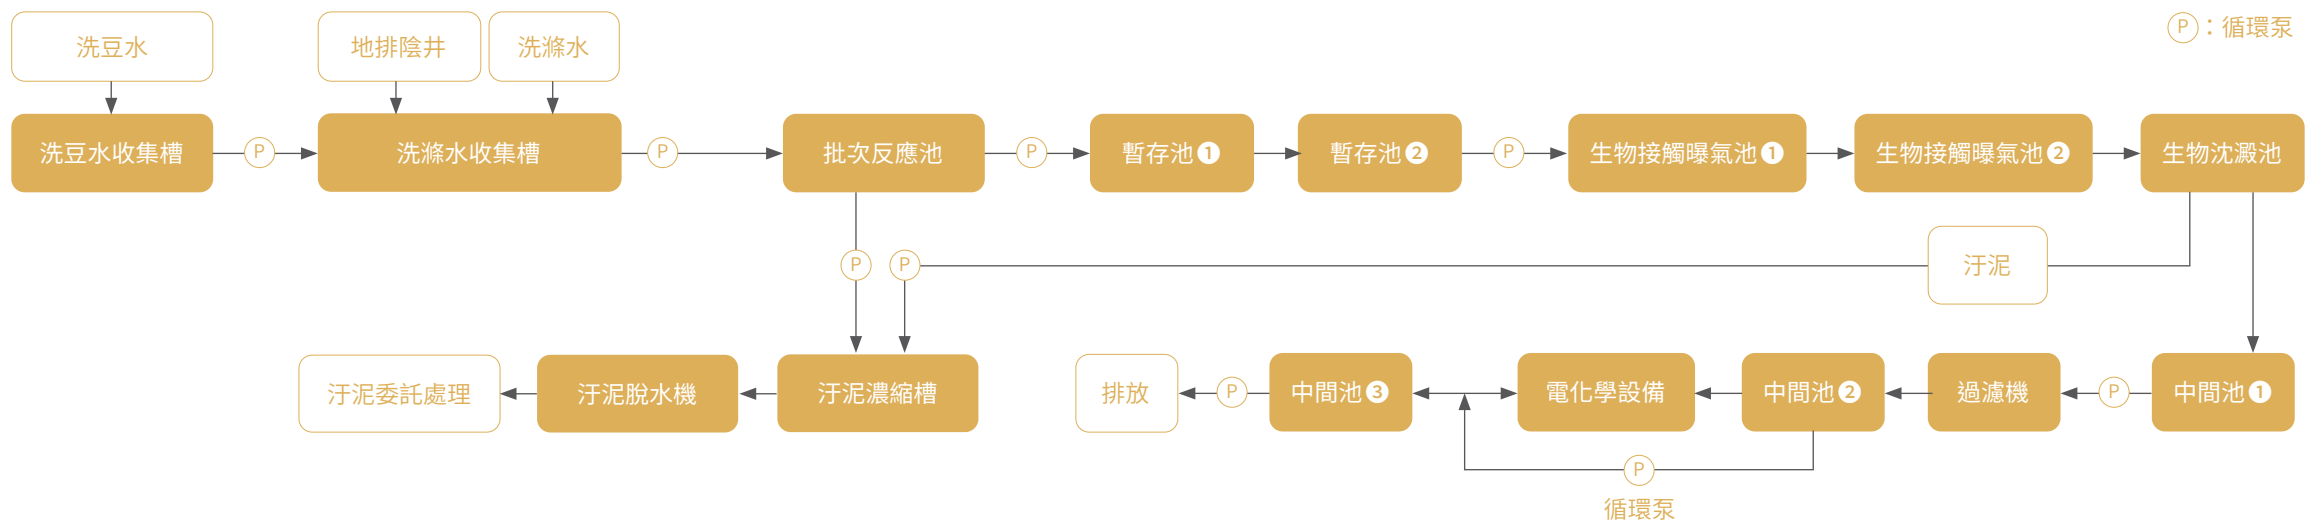 洗豆水
地排陰井
洗滌水
P：循環泵
洗豆水收集槽
P
洗滌水收集槽
P
批次反應池
P
暫存池❶
暫存池❷
P
生物接觸曝氣池❶
生物接觸曝氣池❷
生物沈澱池
P
P
汙泥
汙泥委託處理
汙泥脫水機
汙泥濃縮槽
排放
P
中間池❸
電化學設備
中間池❷
過濾機
P
中間池❶
P
循環泵